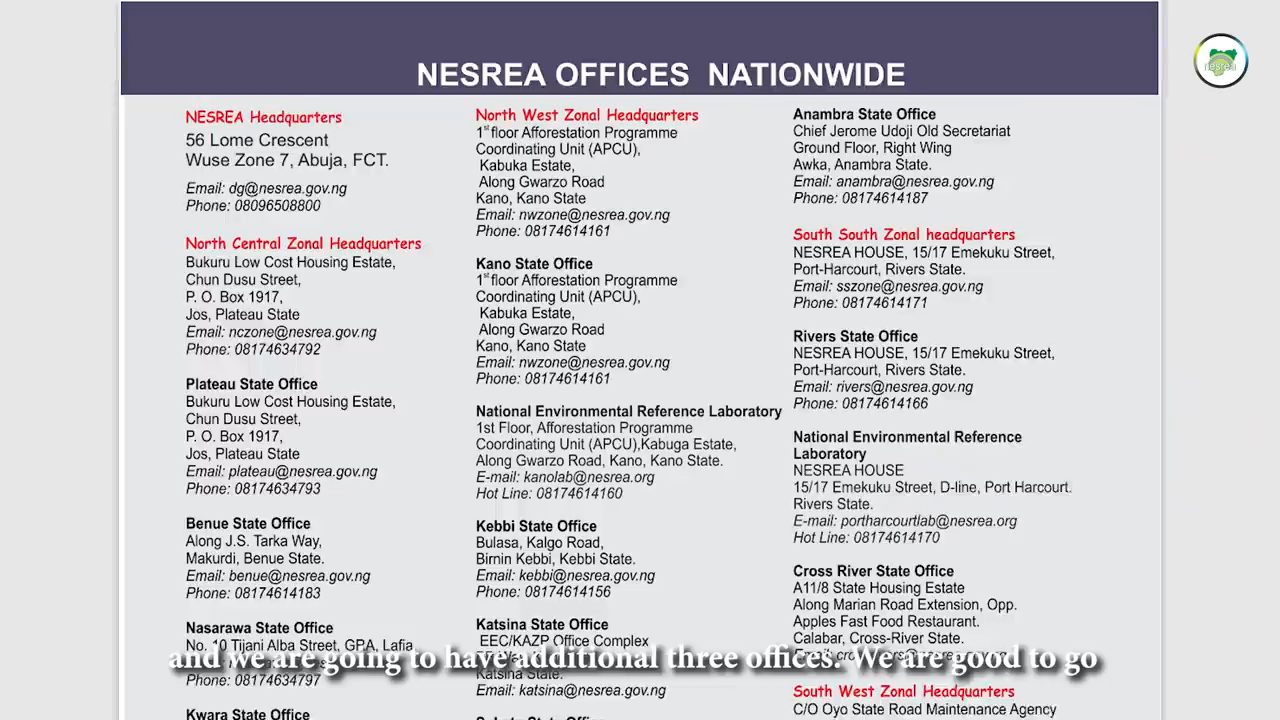 NESREA OFFICES NATIONWIDE
nesrea
NESREA Headquarters
56 Lome Crescent
Wuse Zone 7, Abuja, FCT.
Email: dg@nesrea.gov.ng
Phone: 08096508800
North Central Zonal Headquarters
Bukuru Low Cost Housing Estate,
Chun Dusu Street,
P. O. Box 1917,
Jos, Plateau State
Email: nczone@nesrea.gov.ng
Phone: 08174634792
Plateau State Office
Bukuru Low Cost Housing Estate,
Chun Dusu Street,
P. O. Box 1917,
Jos, Plateau State
Email: plateau@nesrea.gov.ng
Phone: 08174634793
Benue State Office
Along J.S. Tarka Way,
Makurdi, Benue State.
Email: benue@nesrea.gov.ng
Phone: 08174614183
Nasarawa State Office
No. 10 Tijani Alba Street, GPA, Lafia
Phone: 08174634797
Kwara State Office
North West Zonal Headquarters
1st floor Afforestation Programme
Coordinating Unit (APCU),
Kabuka Estate,
Along Gwarzo Road
Kano, Kano State
Email: nwzone@nesrea.gov.ng
Phone: 08174614161
Kano State Office
1st floor Afforestation Programme
Coordinating Unit (APCU),
Kabuka Estate,
Along Gwarzo Road
Kano, Kano State
Email: nwzone@nesrea.gov.ng
Phone: 08174614161
National Environmental Reference Laboratory
1st Floor, Afforestation Programme
Coordinating Unit (APCU),Kabuga Estate,
Along Gwarzo Road, Kano, Kano State.
E-mail: kanolab@nesrea.org
Hot Line: 08174614160
Kebbi State Office
Bulasa, Kalgo Road,
Birnin Kebbi, Kebbi State.
Email: kebbi@nesrea.gov.ng
Phone: 08174614156
Katsina State Office
EEC/KAZP Office Complex
Katsina State.
Email: katsina@nesrea.gov.ng
Anambra State Office
Chief Jerome Udoji Old Secretariat
Ground Floor, Right Wing
Awka, Anambra State.
Email: anambra@nesrea.gov.ng
Phone: 08174614187
South South Zonal headquarters
NESREA HOUSE, 15/17 Emekuku Street,
Port-Harcourt, Rivers State.
Email: sszone@nesrea.gov.ng
Phone: 08174614171
Rivers State Office
NESREA HOUSE, 15/17 Emekuku Street,
Port-Harcourt, Rivers State.
Email: rivers@nesrea.gov.ng
Phone: 08174614166
National Environmental Reference
Laboratory
NESREA HOUSE
15/17 Emekuku Street, D-line, Port Harcourt.
Rivers State.
E-mail: portharcourtlab@nesrea.org
Hot Line: 08174614170
Cross River State Office
A11/8 State Housing Estate
Along Marian Road Extension, Opp.
Apples Fast Food Restaurant.
Calabar, Cross-River State.
South West Zonal Headquarters
C/O Oyo State Road Maintenance Agency
and we are going to have additional three offices. We are good to go